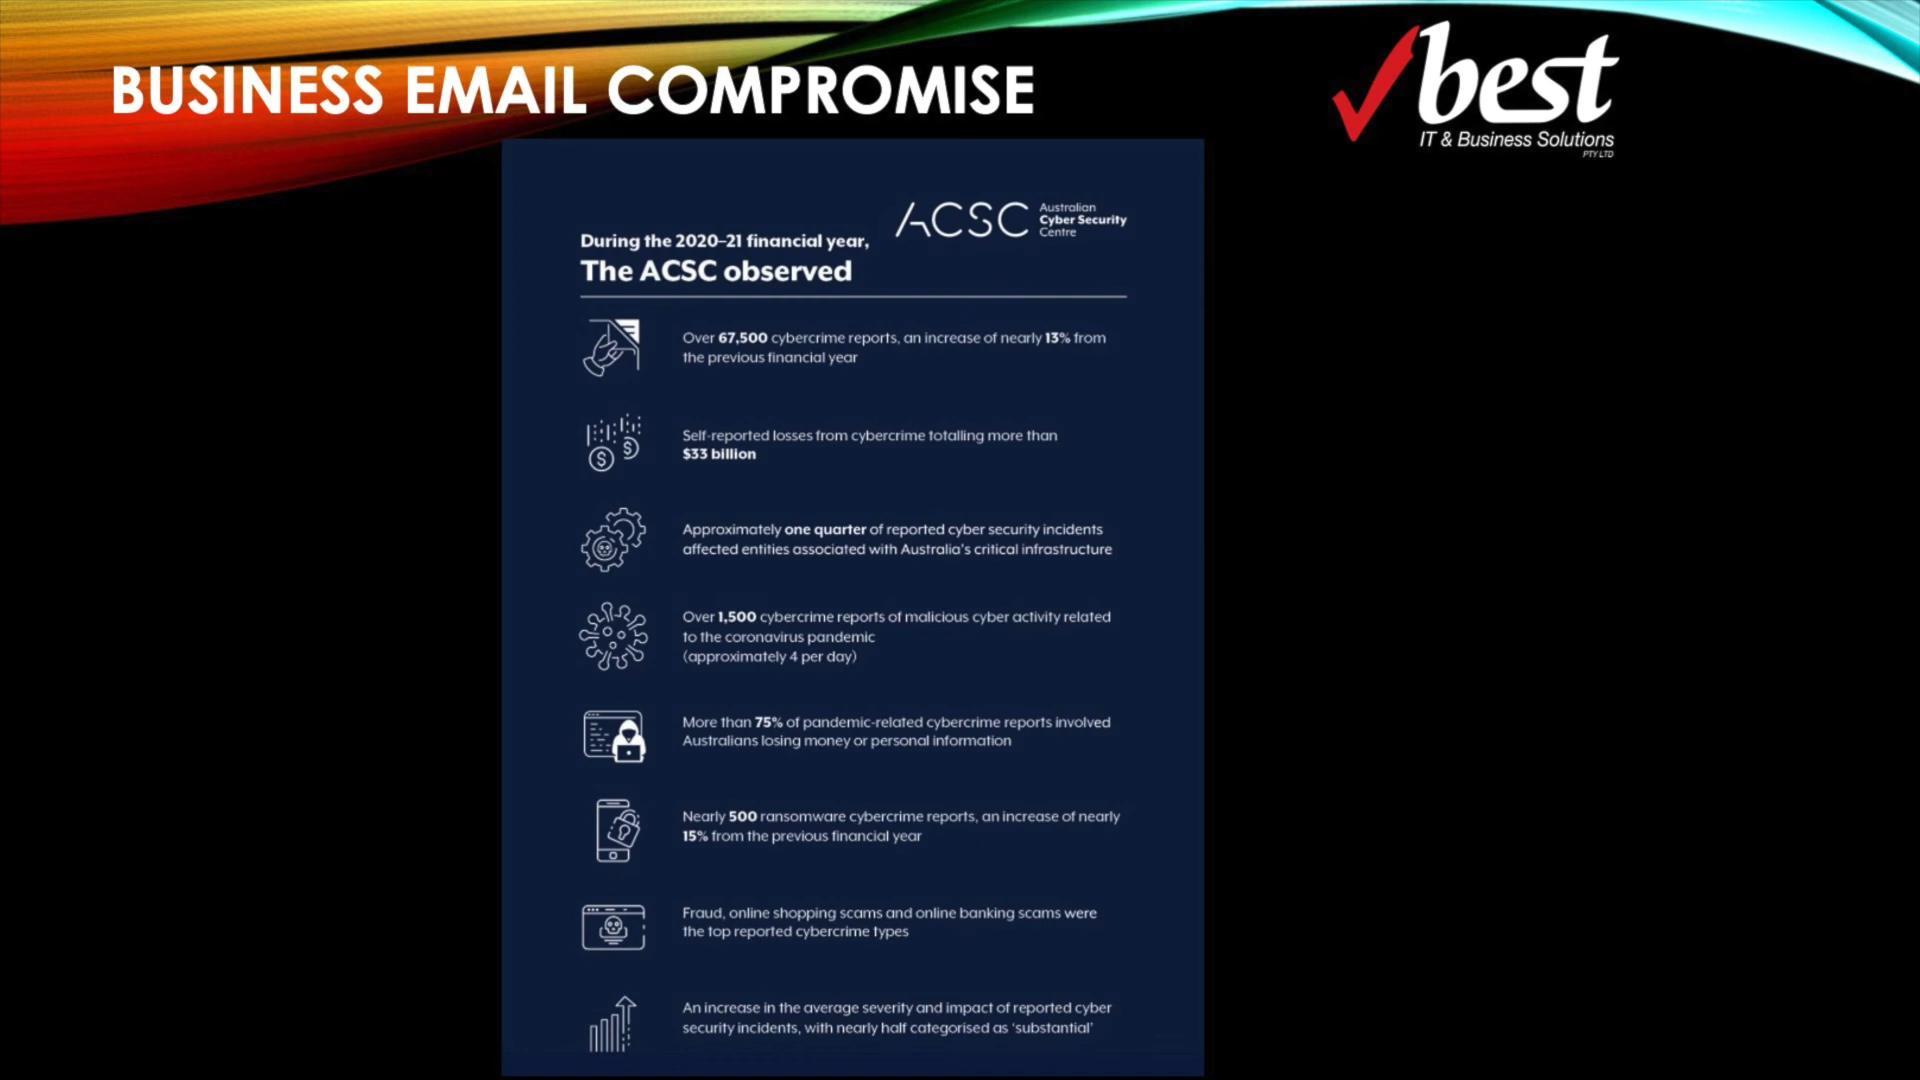 BUSINESS EMAIL COMPROMISE
best
IT & Business Solutions
PTY LTD
ACSC
Australian
Cyber Security
Centre
During the 2020–21 financial year,
The ACSC observed
Over 67,500 cybercrime reports, an increase of nearly 13% from
the previous financial year
$ $
Self-reported losses from cybercrime totalling more than
$33 billion
Approximately one quarter of reported cyber security incidents
affected entities associated with Australia's critical infrastructure
Over 1,500 cybercrime reports of malicious cyber activity related
to the coronavirus pandemic
(approximately 4 per day)
More than 75% of pandemic-related cybercrime reports involved
Australians losing money or personal information
Nearly 500 ransomware cybercrime reports, an increase of nearly
15% from the previous financial year
Fraud, online shopping scams and online banking scams were
the top reported cybercrime types
An increase in the average severity and impact of reported cyber
security incidents, with nearly half categorised as 'substantial'